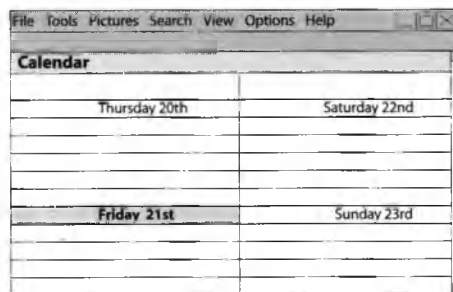 File Tools Pictures Search View Options Help
Calendar
Thursday 20th Saturday 22nd
Friday 21st Sunday 23rd